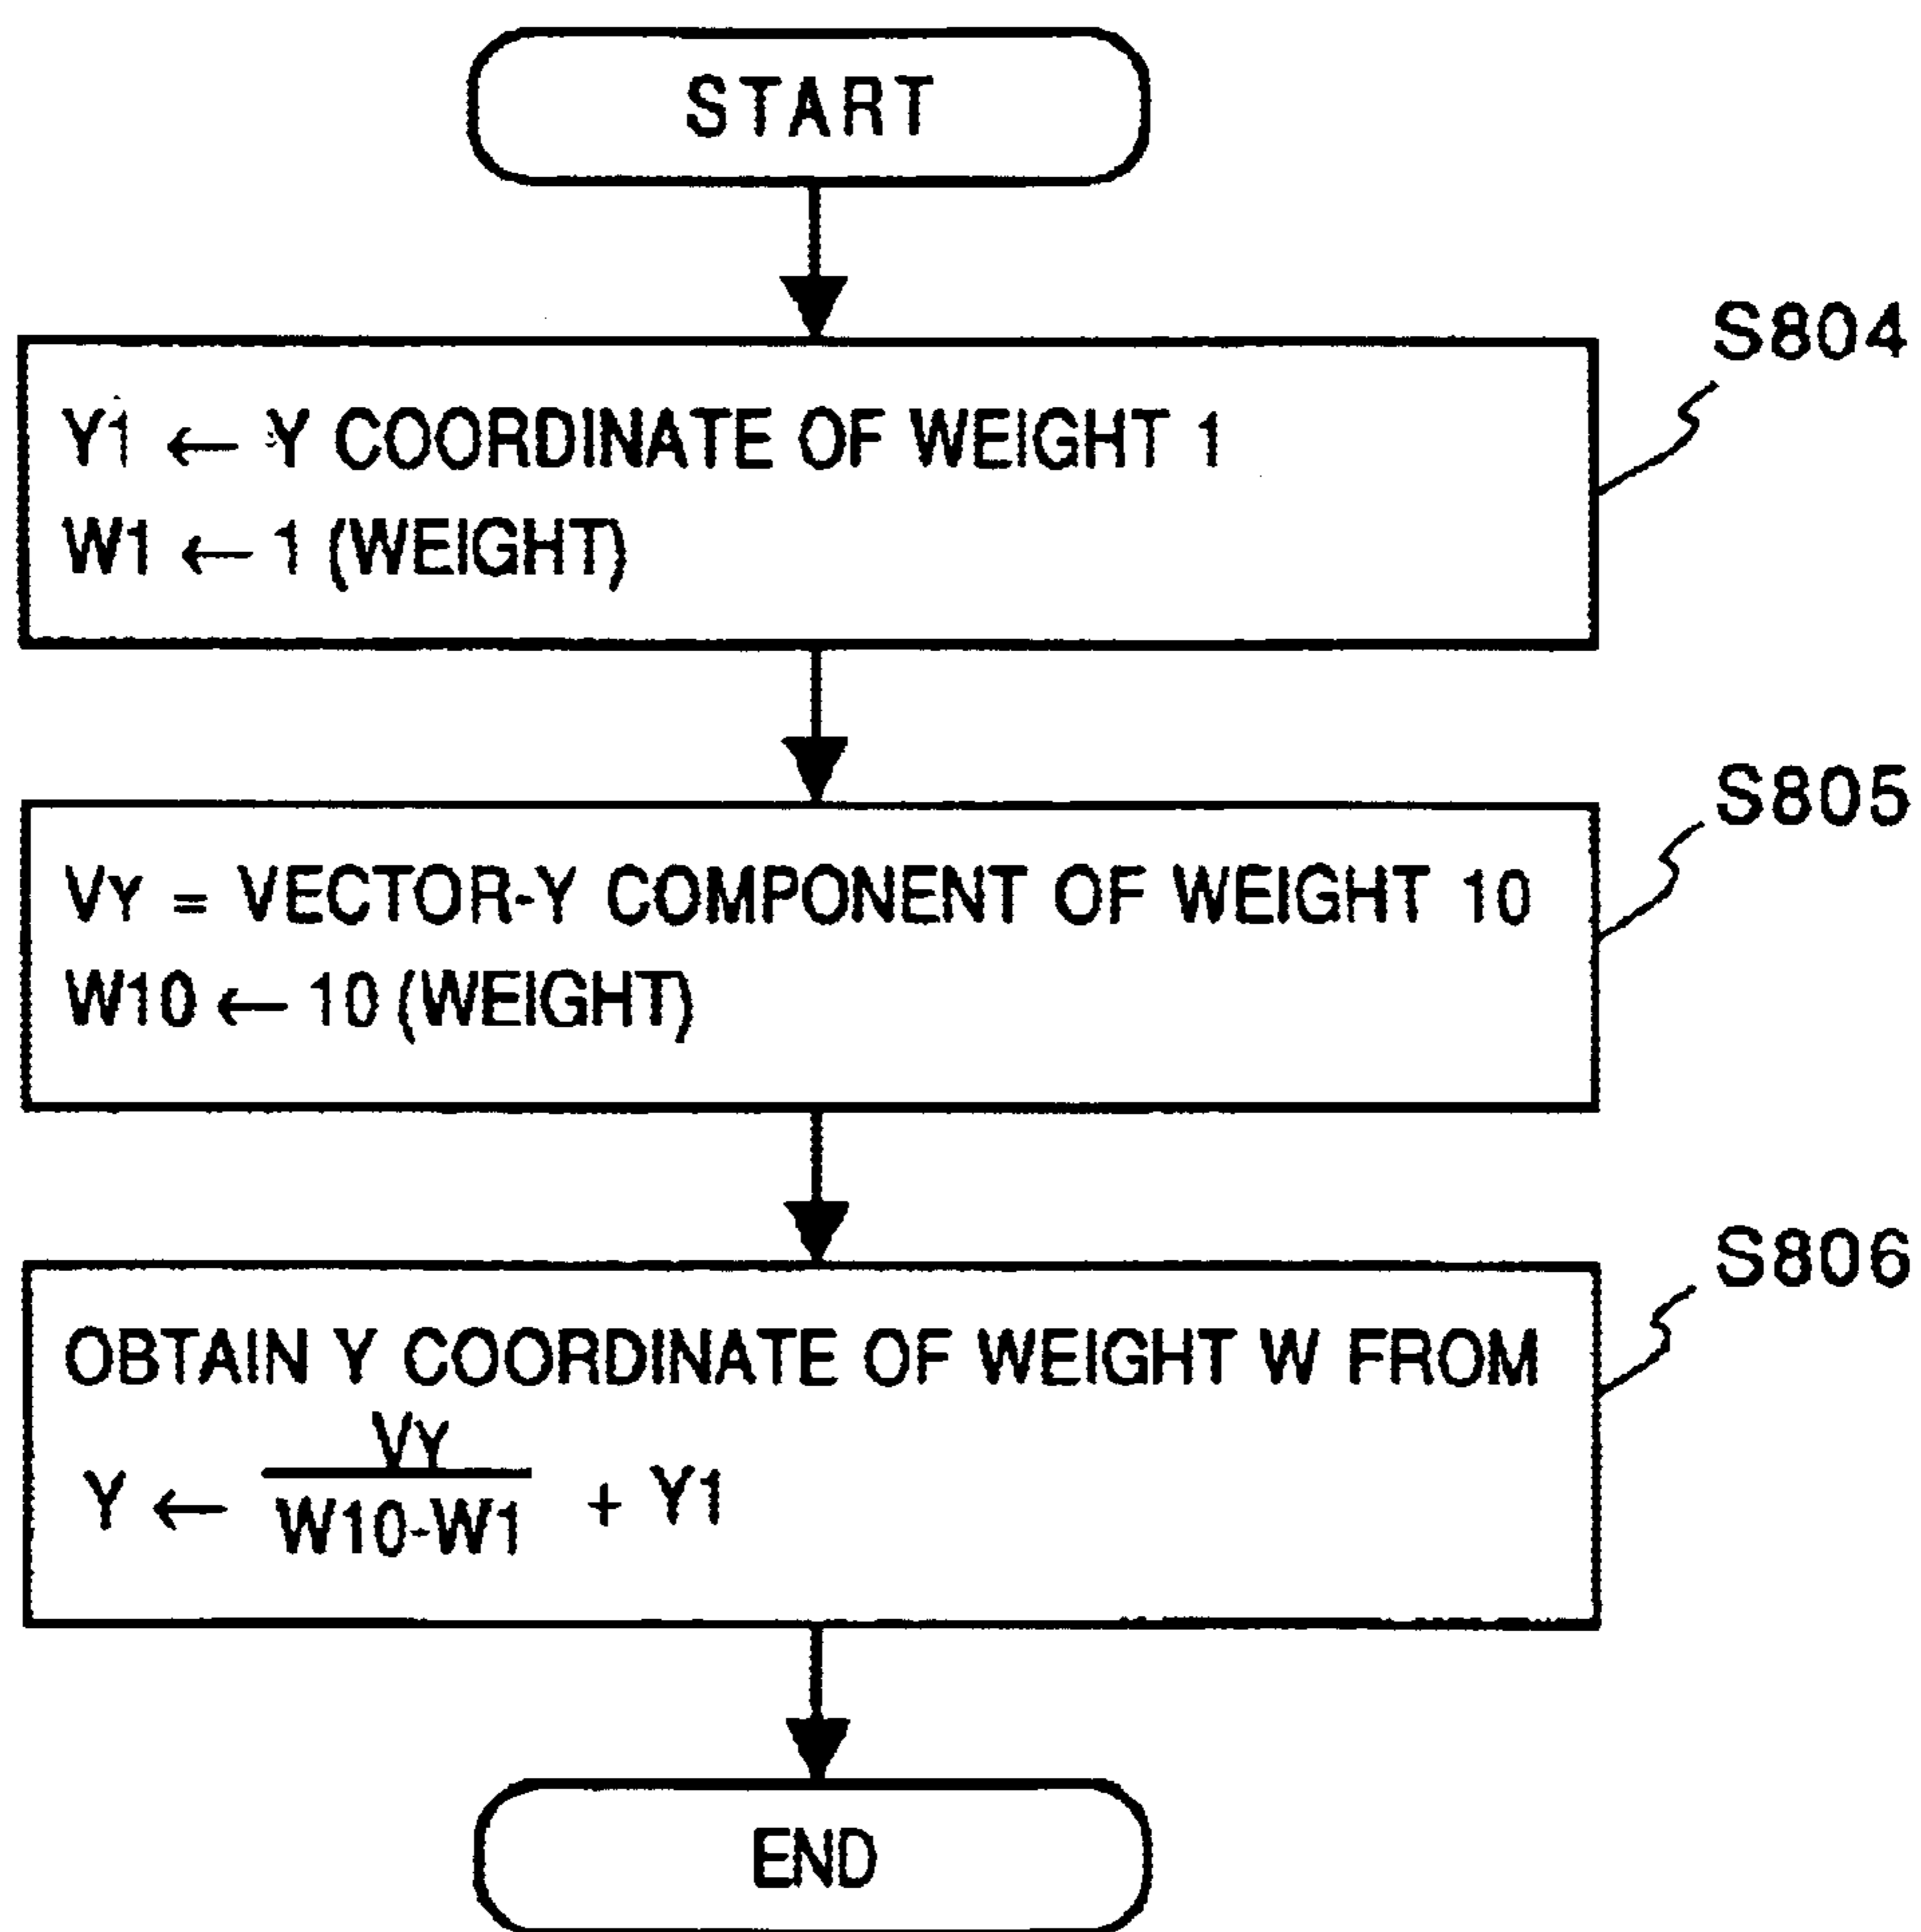 START
S804
Y1 ← Y COORDINATE OF WEIGHT 1
W1 ← 1 (WEIGHT)
S805
VY = VECTOR-Y COMPONENT OF WEIGHT 10
W10 ← 10 (WEIGHT)
S806
OBTAIN Y COORDINATE OF WEIGHT W FROM
VY
Y ← ——— + Y1
W10-W1
END